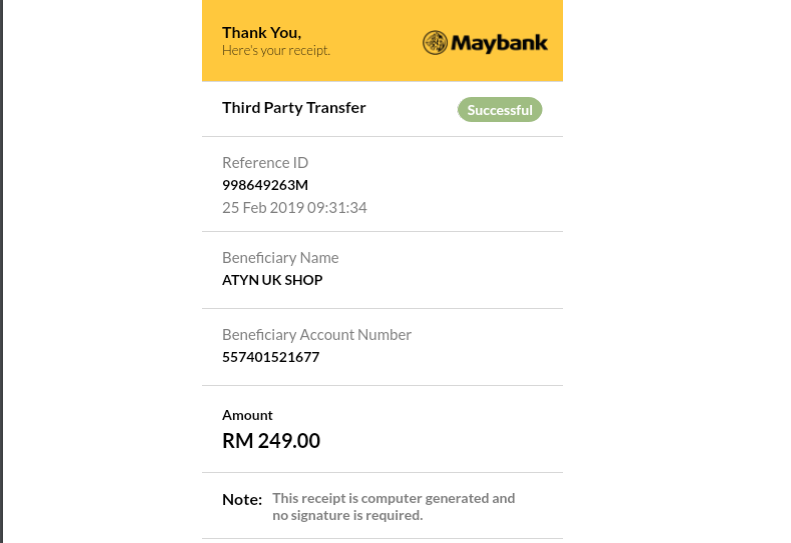 Thank You,
Here's your receipt.
Maybank
Third Party Transfer
Successful
Reference ID
998649263M
25 Feb 2019 09:31:34
Beneficiary Name
ATYN UK SHOP
Beneficiary Account Number
557401521677
Amount
RM 249.00
Note: This receipt is computer generated and
no signature is required.